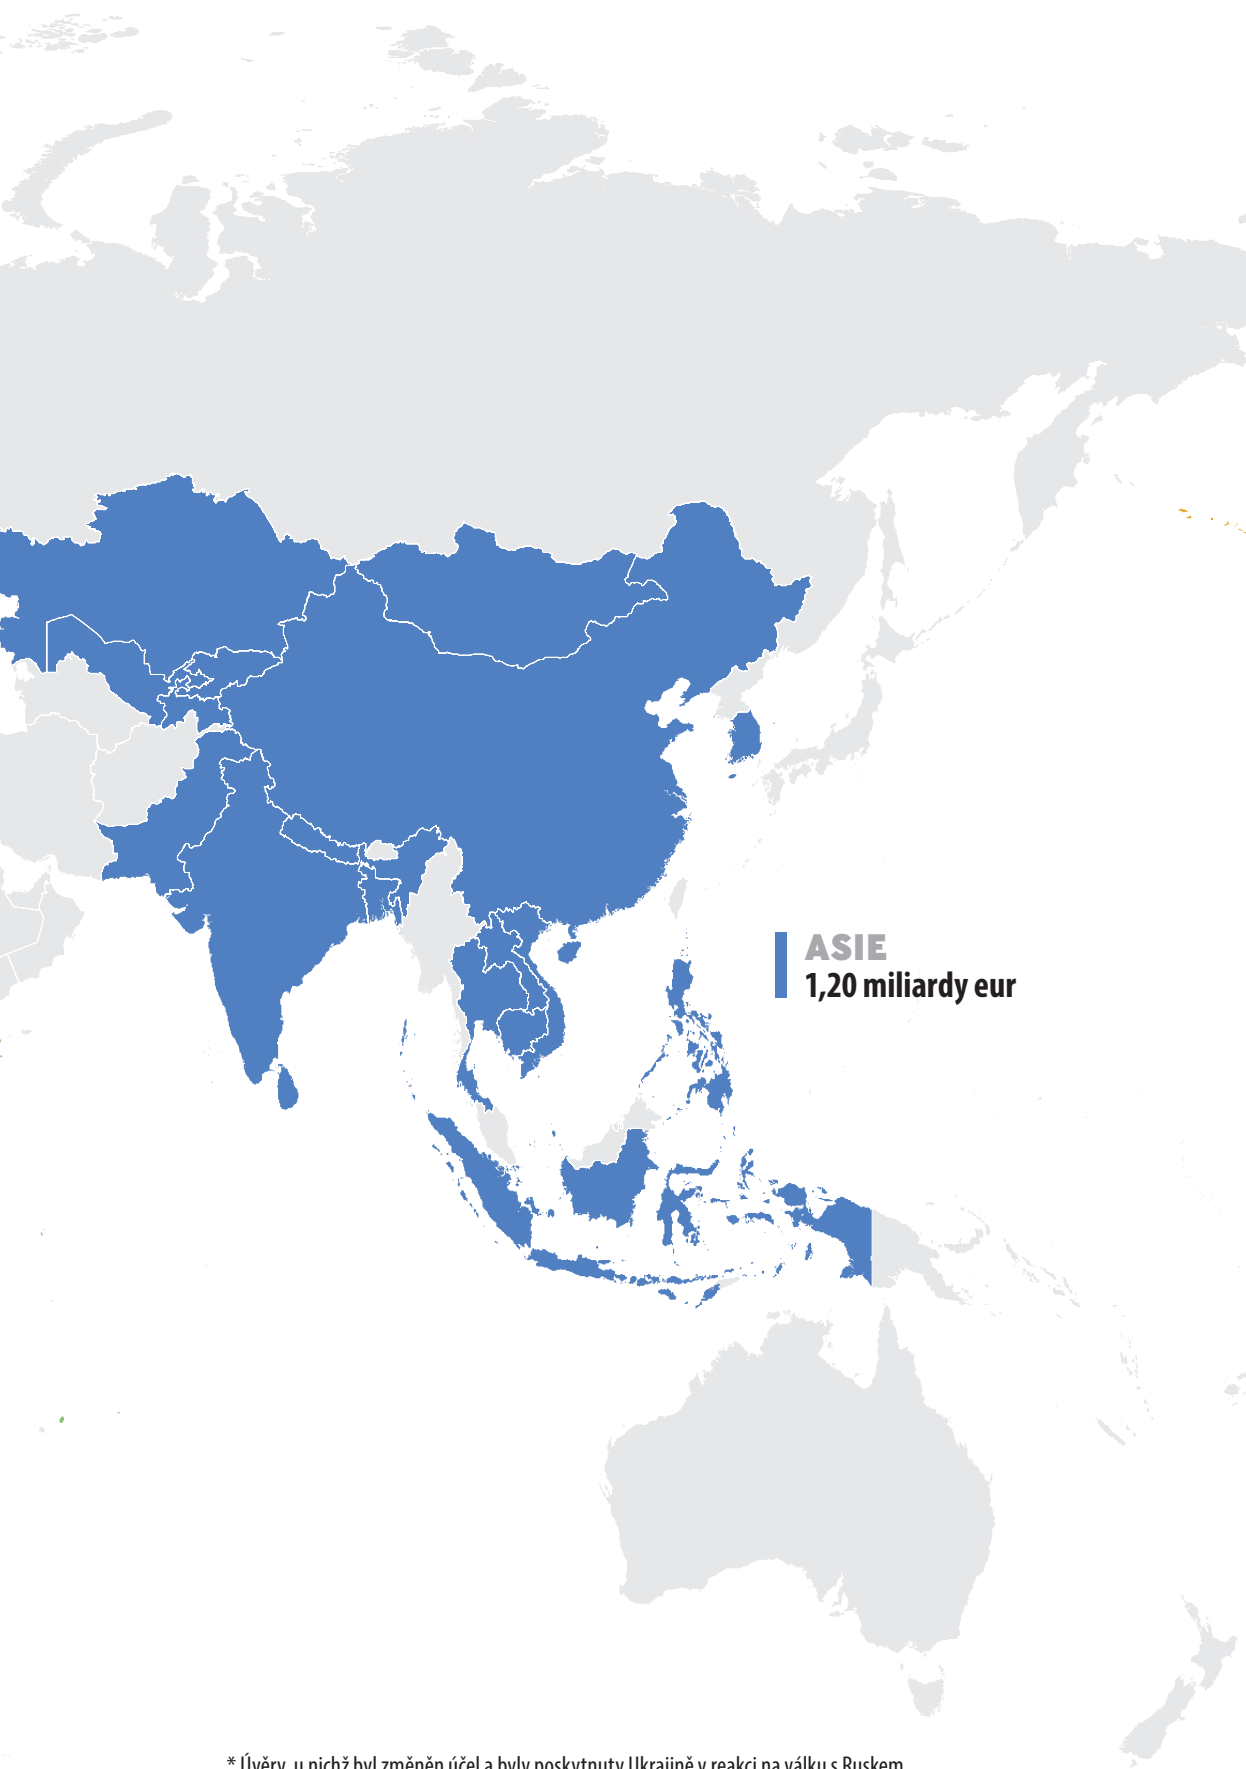 ASIE
1,20 miliardy eur
* Úvěry, u nichž byl změněn účel a byly poskytnuty Ukrajině v reakci na válku s Ruskem.